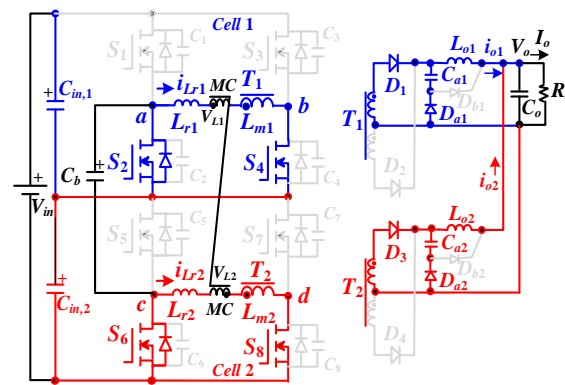 Cell 1
S1
C1
S3
C3
Cin,1
iLr1
MC
T1
a
b
Lr1
VL1
Lm1
Cb
S2
C2
S4
C4
Vin
S5
C5
S7
C7
iLr2
VL2
T2
c
d
Lr2
MC
Lm2
Cin,2
S6
C6
S8
C8
Cell 2
Lo1
io1
Vo
Io
D1
Ca1
Db1
Co
R
T1
Da1
D2
io2
Lo2
D3
Ca2
Db2
T2
Da2
D4